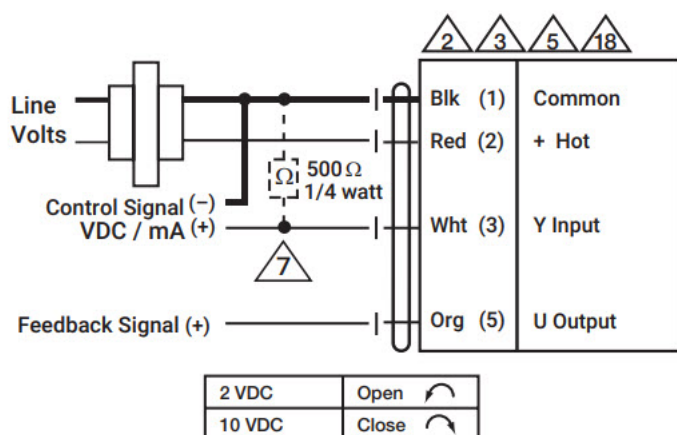 2 3 5 18
Line Volts
Blk (1) Common
Red (2) + Hot
Ω 500 Ω
1/4 watt
Control Signal (–)
VDC / mA (+)
Wht (3) Y Input
7
Feedback Signal (+)
Org (5) U Output
2 VDC Open
10 VDC Close